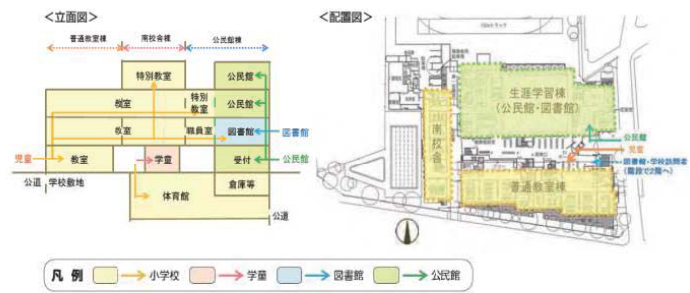 ＜立面図＞
普通教室棟
南校舎棟
公民館棟
特別教室
公民館
教室
特別
教室
公民館
教室
職員室
図書館
図書館
児童
教室
学童
受付
公民館
公道
学校敷地
体育館
倉庫等
公道
＜配置図＞
生涯学習棟
（公民館・図書館）
南校舎
公民館
児童
図書館・学校訪問者
（階段で2階へ）
普通教室棟
凡 例
小学校
学童
図書館
公民館